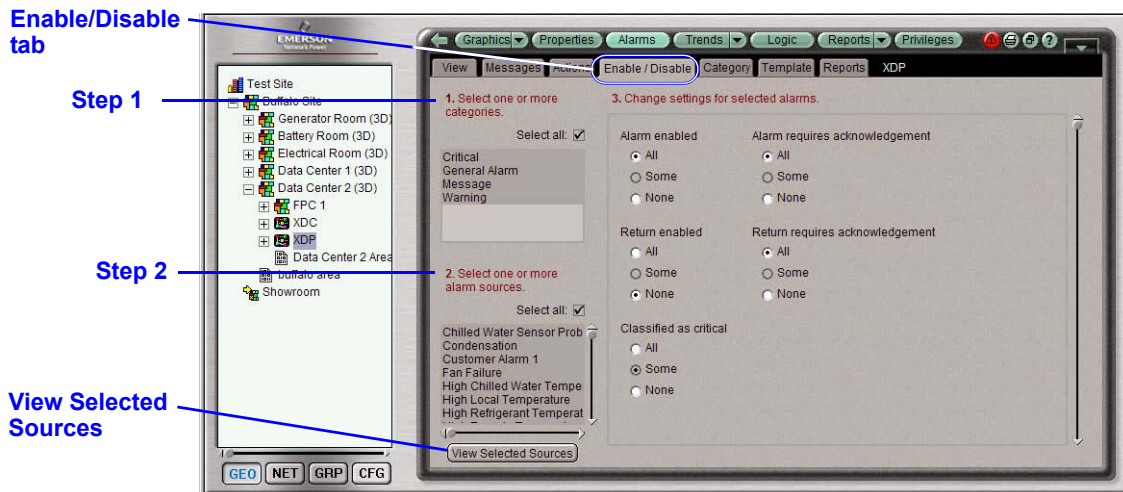 Enable/Disable tab
Step 1
Step 2
View Selected Sources
EMERSON
Network Power
Test Site
Buffalo Site
Generator Room (3D)
Battery Room (3D)
Electrical Room (3D)
Data Center 1 (3D)
Data Center 2 (3D)
FPC 1
XDC
XDP
Data Center 2 Area
buffalo area
Showroom
GEO NET GRP CFG
Graphics Properties Alarms Trends Logic Reports Privileges ?
View Messages Actions Enable / Disable Category Template Reports XDP
1. Select one or more categories.
Select all:
Critical
General Alarm
Message
Warning
2. Select one or more alarm sources.
Select all:
Chilled Water Sensor Prob
Condensation
Customer Alarm 1
Fan Failure
High Chilled Water Tempe
High Local Temperature
High Refrigerant Temperat
View Selected Sources
3. Change settings for selected alarms.
Alarm enabled
All
Some
None
Alarm requires acknowledgement
All
Some
None
Return enabled
All
Some
None
Return requires acknowledgement
All
Some
None
Classified as critical
All
Some
None